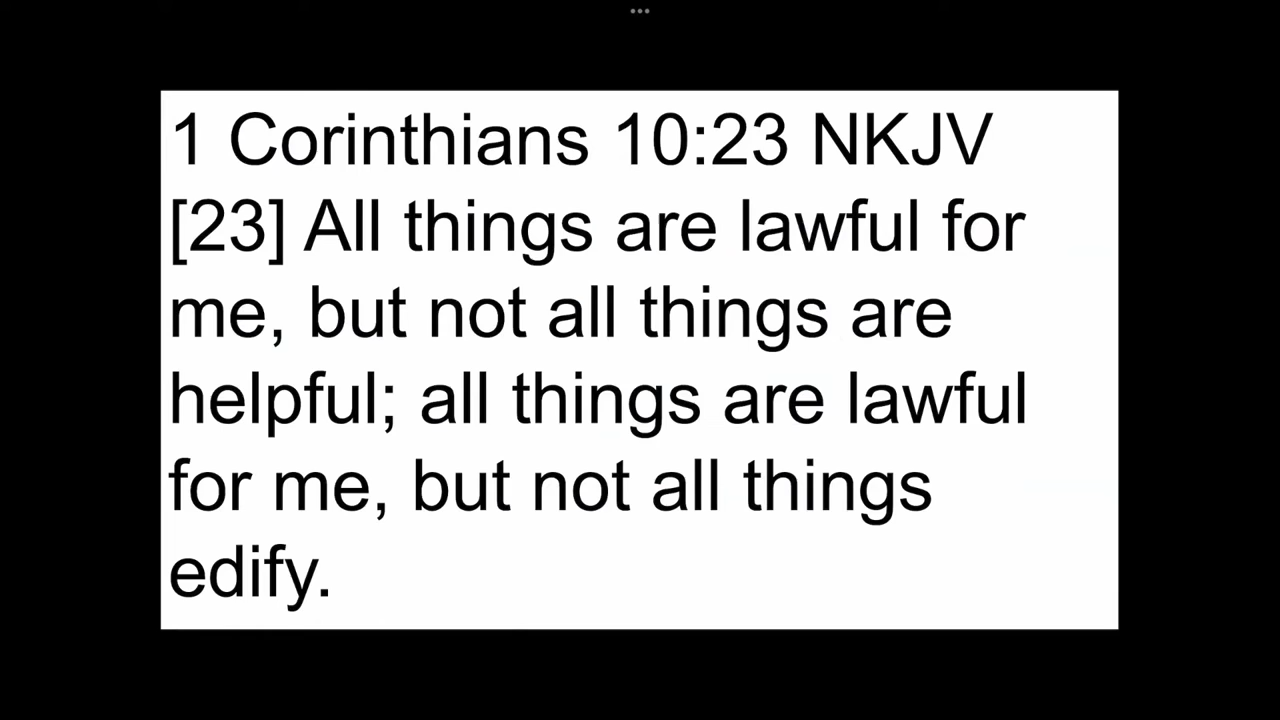 1 Corinthians 10:23 NKJV
[23] All things are lawful for
me, but not all things are
helpful; all things are lawful
for me, but not all things
edify.